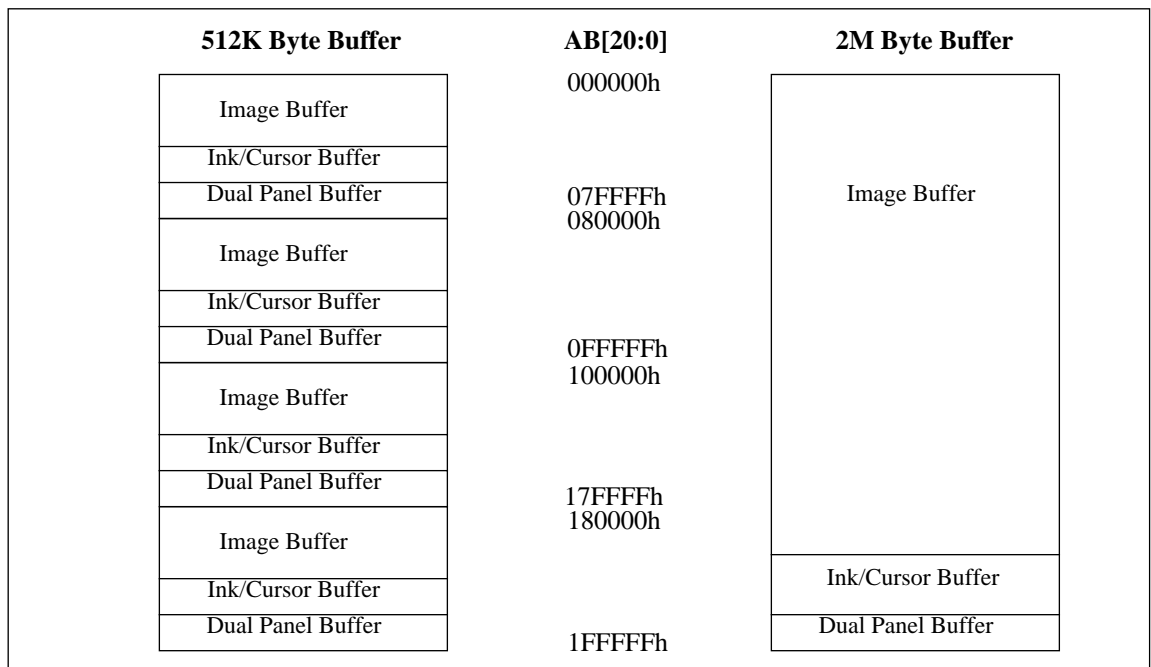 512K Byte Buffer AB[20:0] 2M Byte Buffer
000000h
Image Buffer
Ink/Cursor Buffer
Dual Panel Buffer 07FFFFh Image Buffer
080000h
Image Buffer
Ink/Cursor Buffer
Dual Panel Buffer 0FFFFFh
100000h
Image Buffer
Ink/Cursor Buffer
Dual Panel Buffer 17FFFFh
180000h
Image Buffer
Ink/Cursor Buffer Ink/Cursor Buffer
Dual Panel Buffer 1FFFFFh Dual Panel Buffer